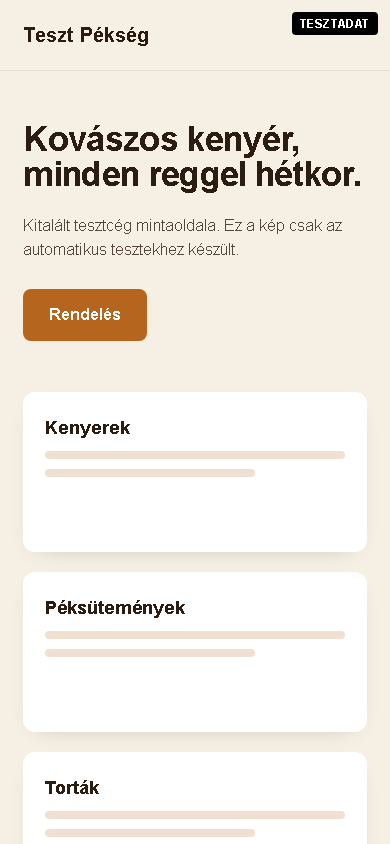 Teszt Pékség
TESZTADAT
Kovászos kenyér,
minden reggel hétkor.
Kitalált tesztcég mintaoldala. Ez a kép csak az
automatikus tesztekhez készült.
Rendelés
Kenyerek
Péksütemények
Torták